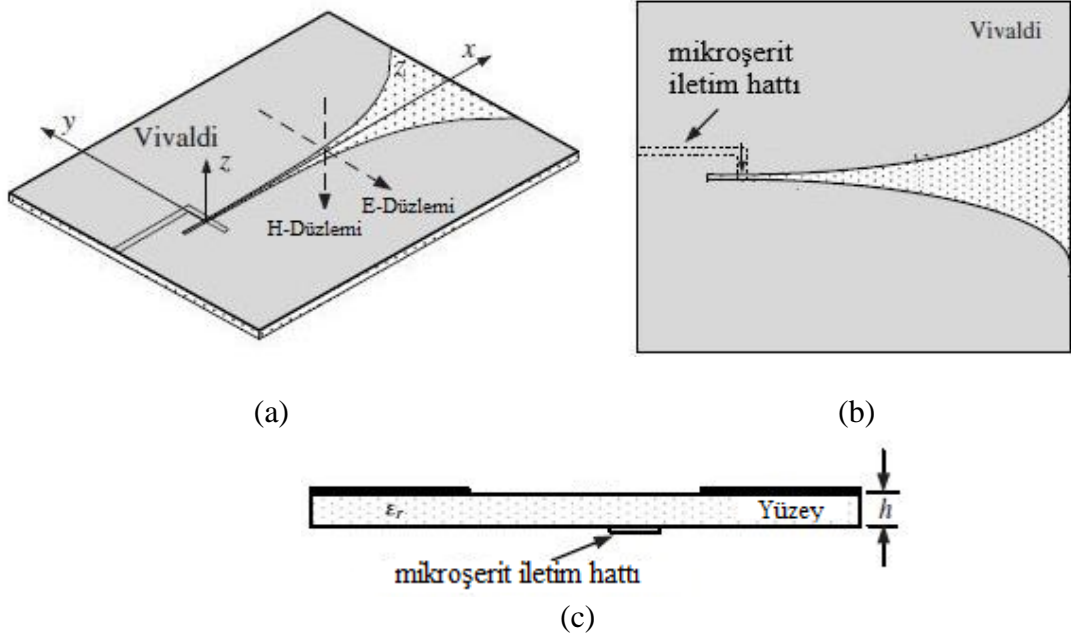 x
z
y
Vivaldi
z
E-Düzlemi
H-Düzlemi
(a)
Vivaldi
mikroşerit
iletim hattı
(b)
εr
Yüzey
h
mikroşerit iletim hattı
(c)